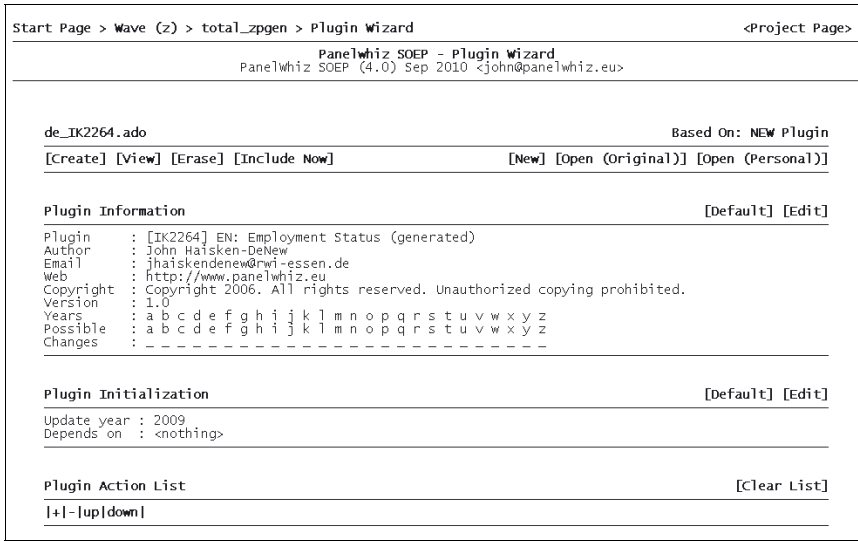 Start Page > Wave (z) > total_zpgen > Plugin Wizard <Project Page>
PanelWhiz SOEP - Plugin Wizard
PanelWhiz SOEP (4.0) Sep 2010 <john@panelwhiz.eu>
de_IK2264.ado Based On: NEW Plugin
[Create] [View] [Erase] [Include Now] [New] [Open (Original)] [Open (Personal)]
Plugin Information [Default] [Edit]
Plugin : [IK2264] EN: Employment Status (generated)
Author : John Haisken-DeNew
Email : jhaiskendenew@rwi-essen.de
Web : http://www.panelwhiz.eu
Copyright : Copyright 2006. All rights reserved. Unauthorized copying prohibited.
Version : 1.0
Years : a b c d e f g h i j k l m n o p q r s t u v w x y z
Possible : a b c d e f g h i j k l m n o p q r s t u v w x y z
Changes : _ _ _ _ _ _ _ _ _ _ _ _ _ _ _ _ _ _ _ _ _ _ _ _ _ _
Plugin Initialization [Default] [Edit]
Update year : 2009
Depends on : <nothing>
Plugin Action List [Clear List]
|+|-|up|down|